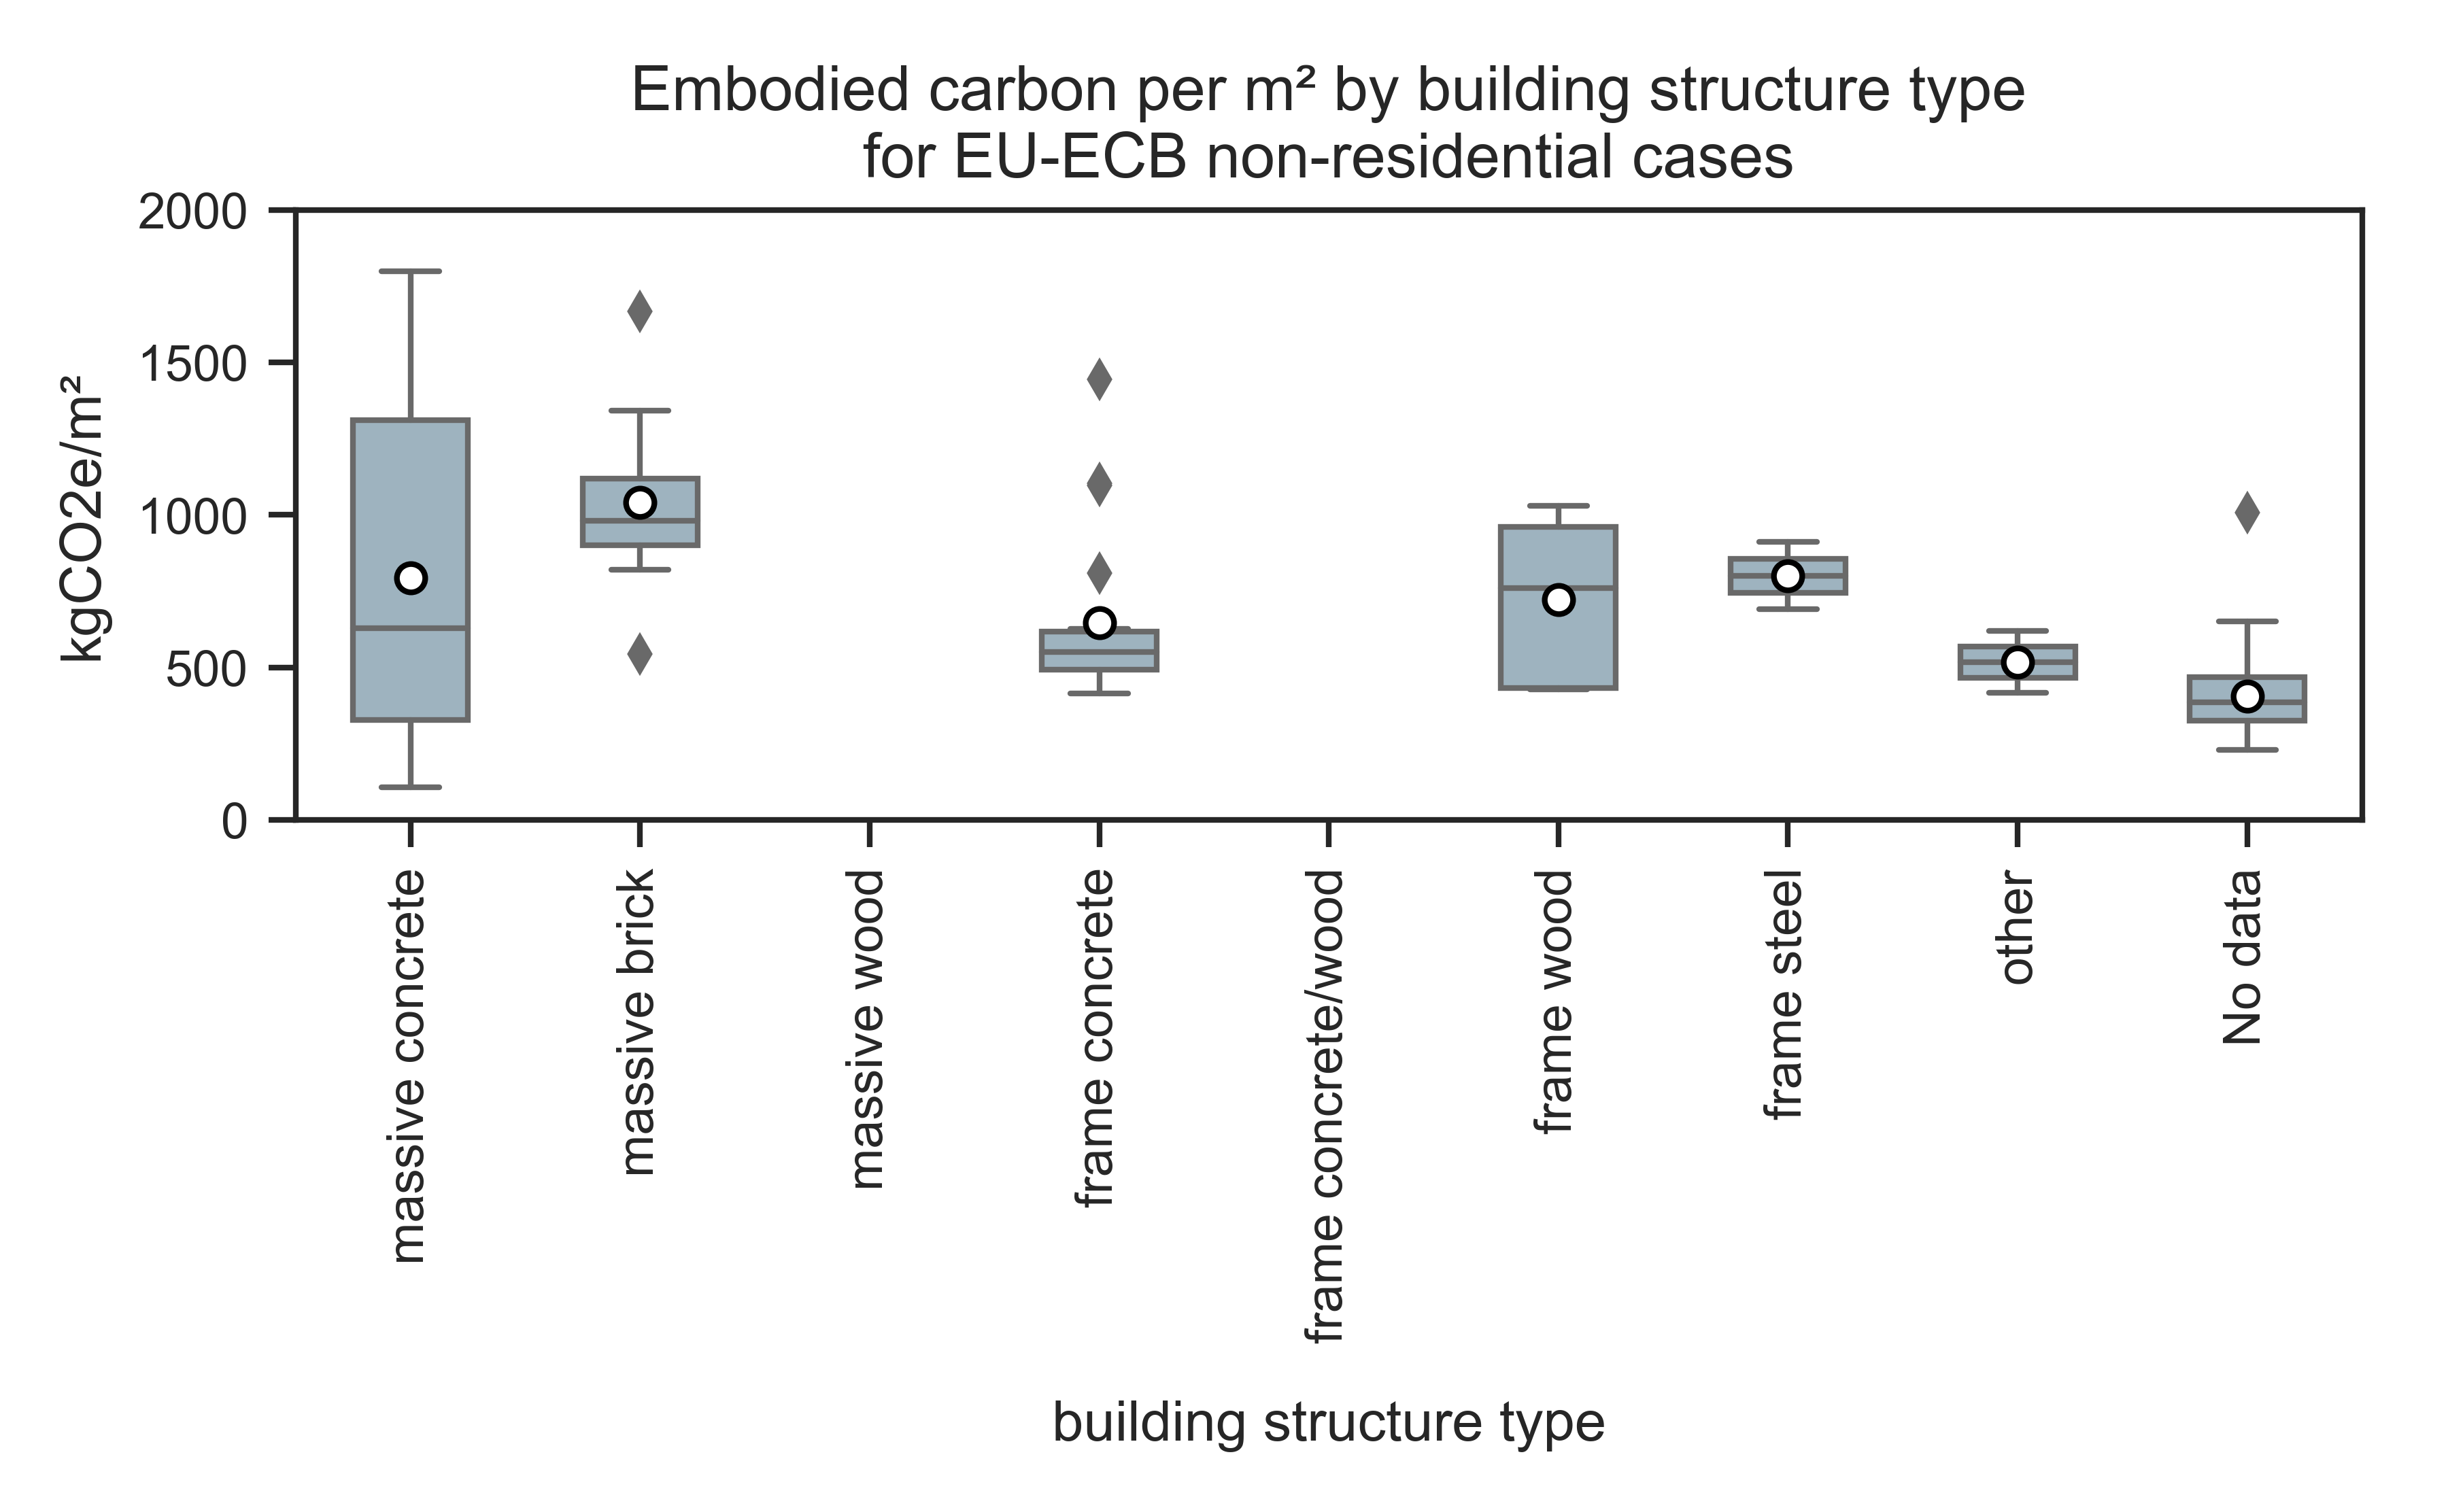 Embodied carbon per m² by building structure type
for EU-ECB non-residential cases
kgCO2e/m²
2000
1500
1000
500
0
massive concrete
massive brick
massive wood
frame concrete
frame concrete/wood
frame wood
frame steel
other
No data
building structure type